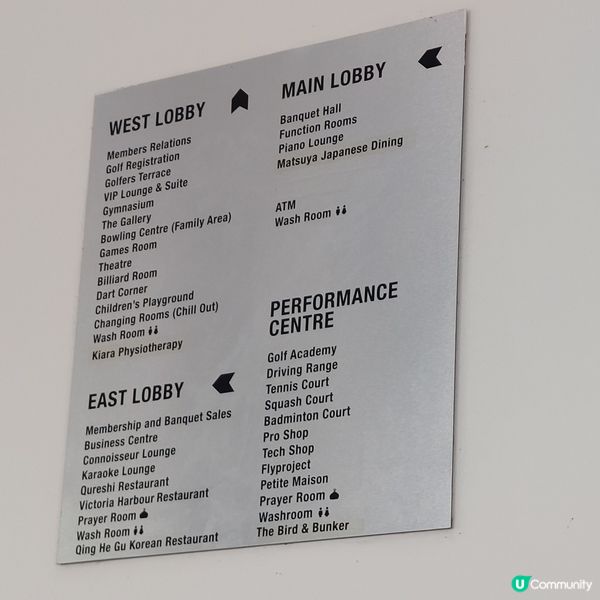 WEST LOBBY
Members Relations
Golf Registration
Golfers Terrace
VIP Lounge & Suite
Gymnasium
The Gallery
Bowling Centre (Family Area)
Games Room
Theatre
Billiard Room
Dart Corner
Children's Playground
Changing Rooms (Chill Out)
Wash Room
Kiara Physiotherapy
EAST LOBBY
Membership and Banquet Sales
Business Centre
Connoisseur Lounge
Karaoke Lounge
Qureshi Restaurant
Victoria Harbour Restaurant
Prayer Room
Wash Room
Qing He Gu Korean Restaurant
MAIN LOBBY
Banquet Hall
Function Rooms
Piano Lounge
Matsuya Japanese Dining
ATM
Wash Room
PERFORMANCE
CENTRE
Golf Academy
Driving Range
Tennis Court
Squash Court
Badminton Court
Pro Shop
Tech Shop
Flyproject
Petite Maison
Prayer Room
Washroom
The Bird & Bunker
U Community